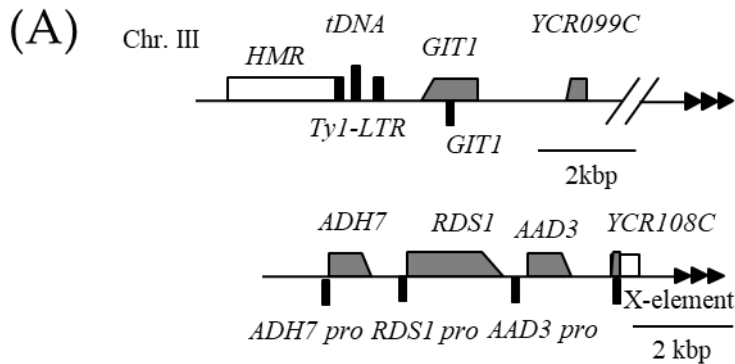 (A)
Chr. III
HMR
tDNA
GIT1
YCR099C
Ty1-LTR
GIT1
2kbp
ADH7
RDS1
AAD3
YCR108C
X-element
ADH7 pro
RDS1 pro
AAD3 pro
2 kbp